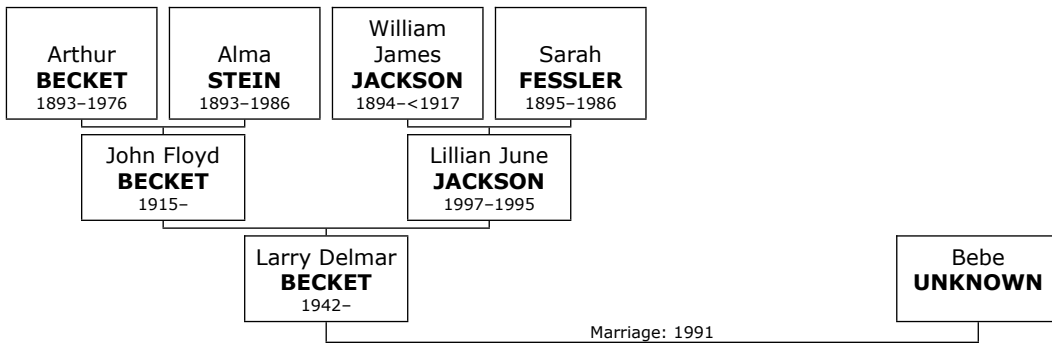 Arthur
BECKET
1893–1976
Alma
STEIN
1893–1986
William
James
JACKSON
1894–<1917
Sarah
FESSLER
1895–1986
John Floyd
BECKET
1915–
Lillian June
JACKSON
1997–1995
Larry Delmar
BECKET
1942–
Bebe
UNKNOWN
Marriage: 1991